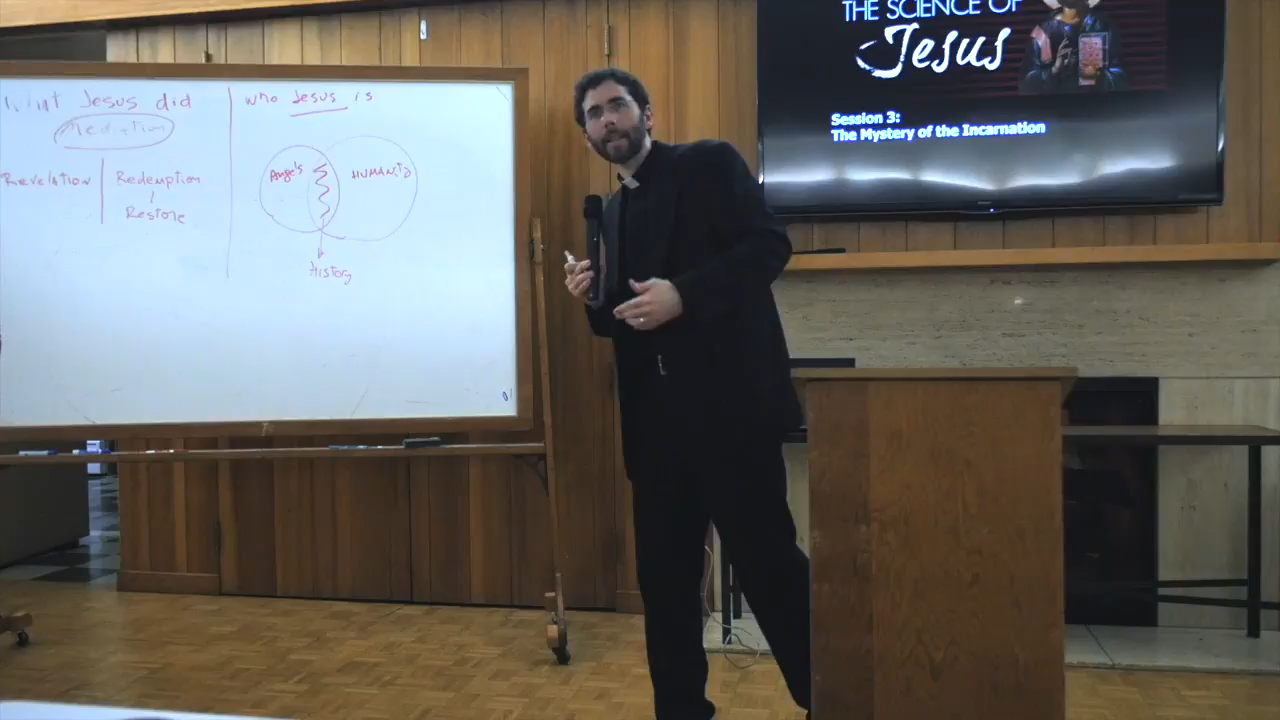 What Jesus did
Mediation
Revelation
Redemption
Restore
who Jesus is
Angels
HUMANITY
History
THE SCIENCE OF
Jesus
Session 3:
The Mystery of the Incarnation